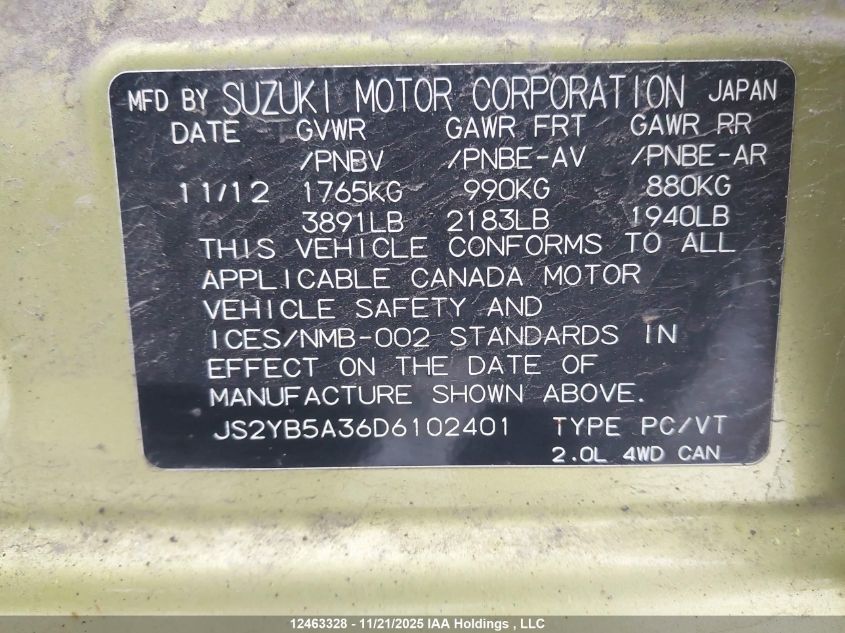 MFD BY SUZUKI MOTOR CORPORATION JAPAN
DATE GVWR GAWR FRT GAWR RR
/PNBV /PNBE-AV /PNBE-AR
11/12 1765KG 990KG 880KG
3891LB 2183LB 1940LB
THIS VEHICLE CONFORMS TO ALL
APPLICABLE CANADA MOTOR
VEHICLE SAFETY AND
ICES/NMB-002 STANDARDS IN
EFFECT ON THE DATE OF
MANUFACTURE SHOWN ABOVE.
JS2YB5A36D6102401 TYPE PC/VT
2.0L 4WD CAN
12463328 - 11/21/2025 IAA Holdings , LLC